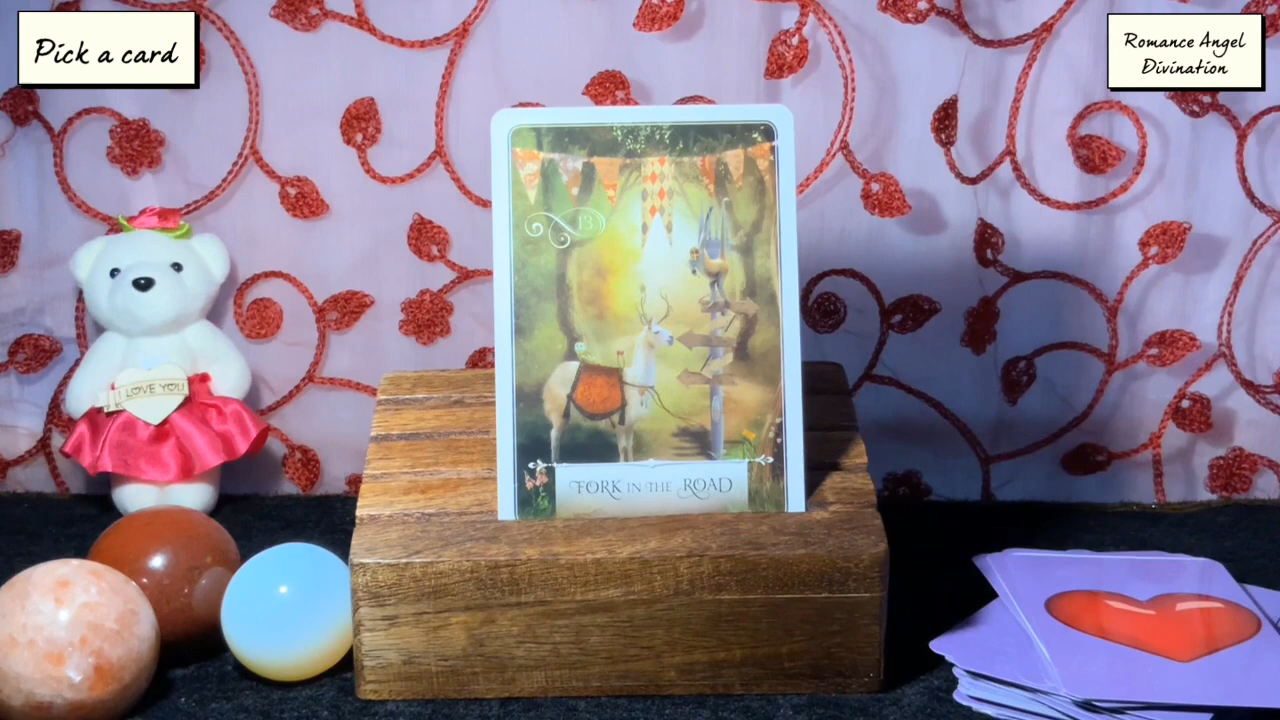 Pick a card
Romance Angel
Divination
13
I LOVE YOU
FORK IN THE ROAD